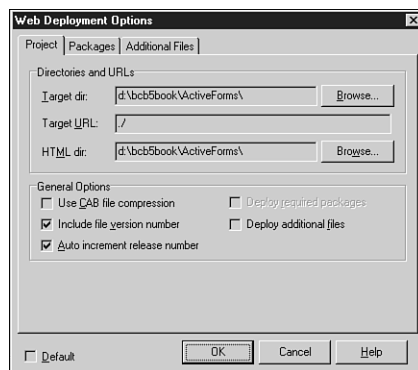 Web Deployment Options
Project Packages Additional Files
Directories and URLs
Target dir: d:\bcb5book\ActiveForms\ Browse...
Target URL: ./
HTML dir: d:\bcb5book\ActiveForms\ Browse...
General Options
Use CAB file compression Deploy required packages
Include file version number Deploy additional files
Auto increment release number
Default OK Cancel Help